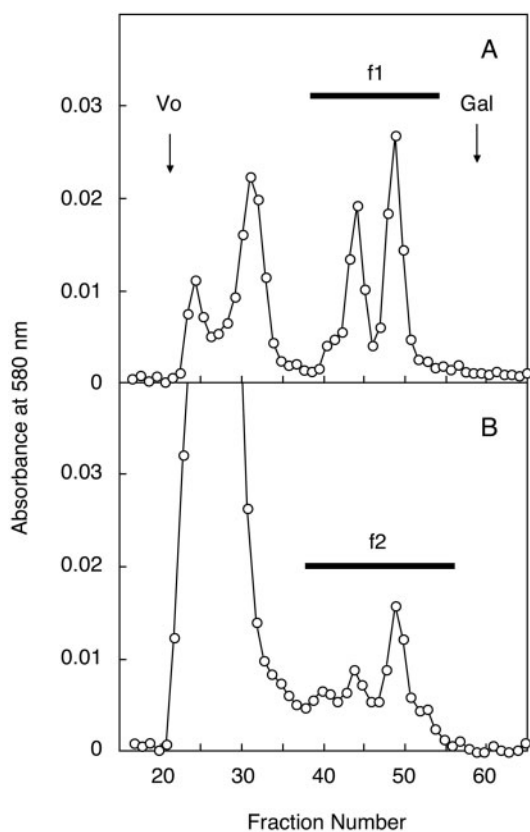 A
f1
Vo
Gal
0.03
0.02
0.01
0
B
0.03
f2
0.02
0.01
0
Absorbance at 580 nm
20 30 40 50 60
Fraction Number